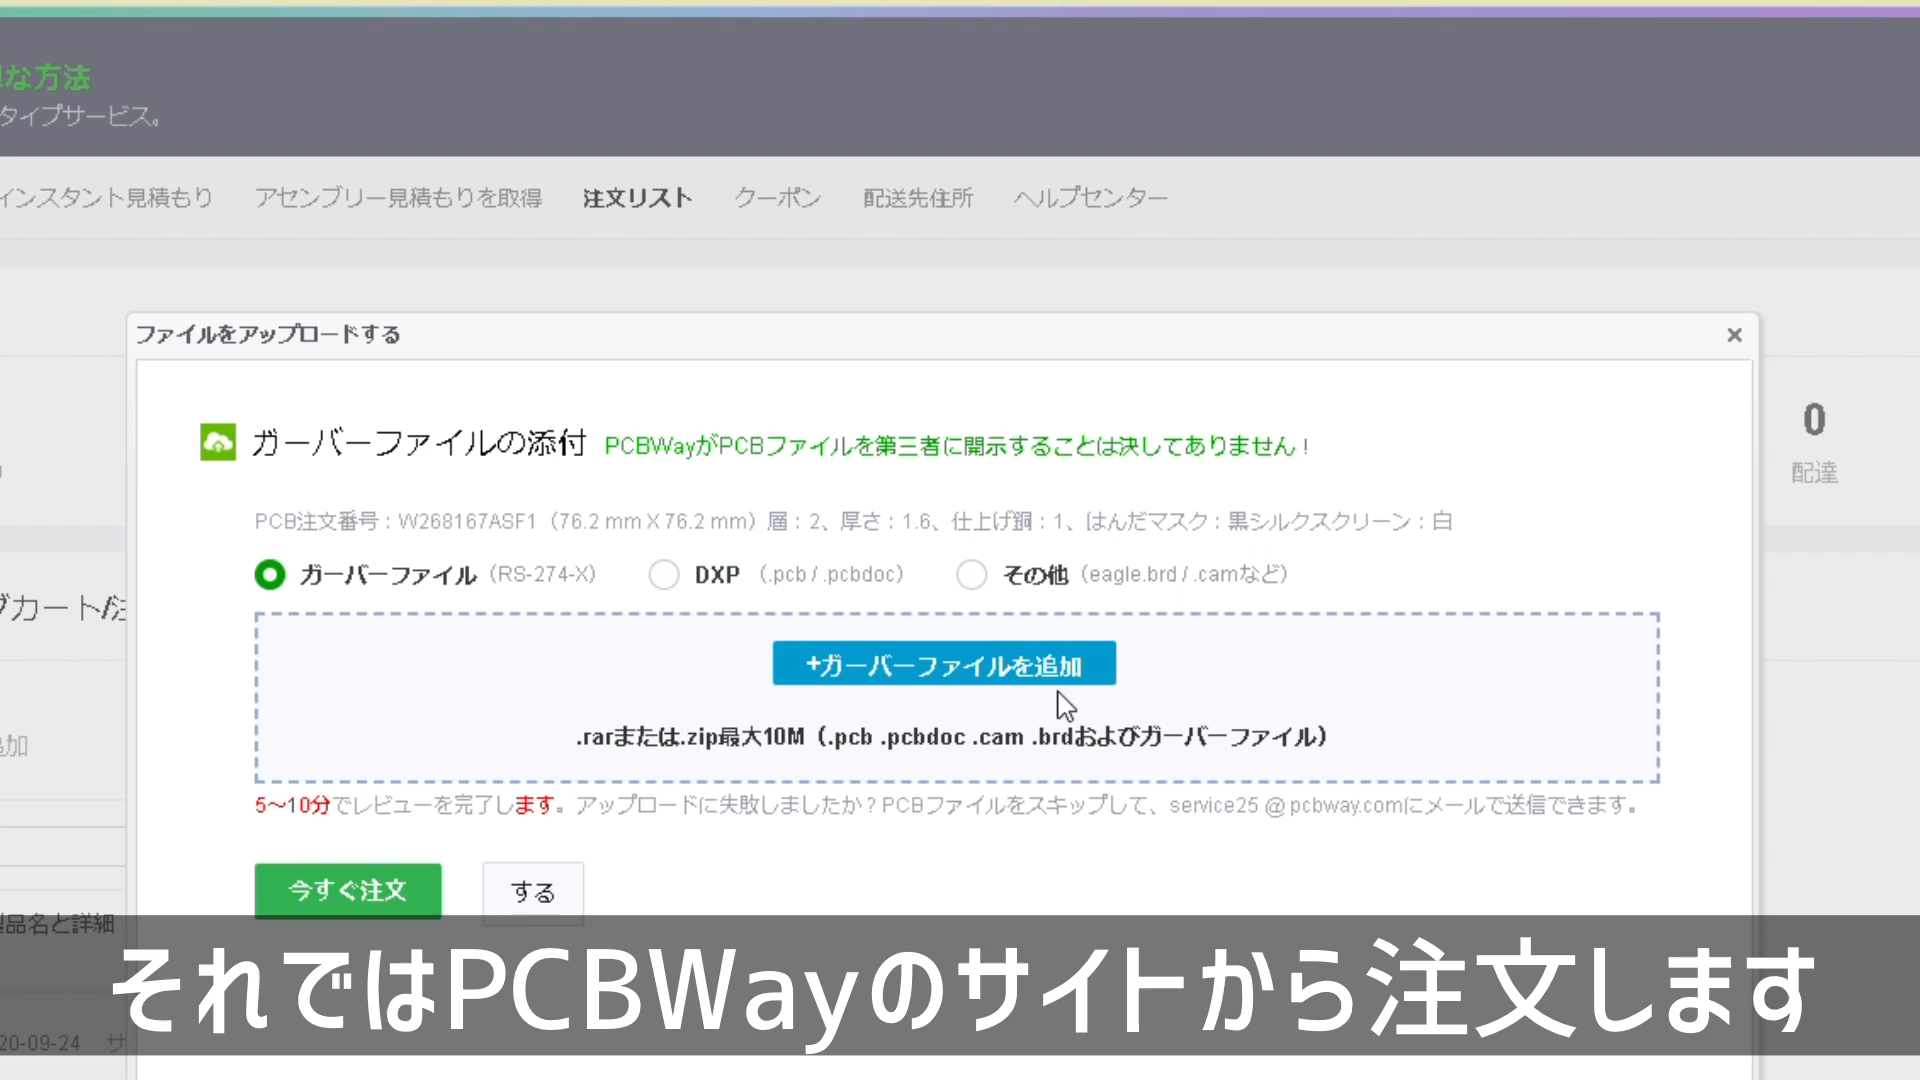 な方法
タイプサービス。
インスタント見積もり アセンブリー見積もりを取得 注文リスト クーポン 配送先住所 ヘルプセンター
ファイルをアップロードする ×
0
配達
ガーバーファイルの添付 PCBWayがPCBファイルを第三者に開示することは決してありません！
PCB注文番号：W268167ASF1（76.2 mm X 76.2 mm）層：2、厚さ：1.6、仕上げ銅：1、はんだマスク：黒シルクスクリーン：白
ガーバーファイル（RS-274-X） DXP （.pcb / .pcbdoc） その他（eagle.brd / .camなど）
カート/注
+ガーバーファイルを追加
.rarまたは.zip最大10M（.pcb .pcbdoc .cam .brdおよびガーバーファイル）
追加
5〜10分でレビューを完了します。アップロードに失敗しましたか？PCBファイルをスキップして、service25 @ pcbway.comにメールで送信できます。
今すぐ注文 する
品名と詳細
それではPCBWayのサイトから注文します
20-09-24 サ